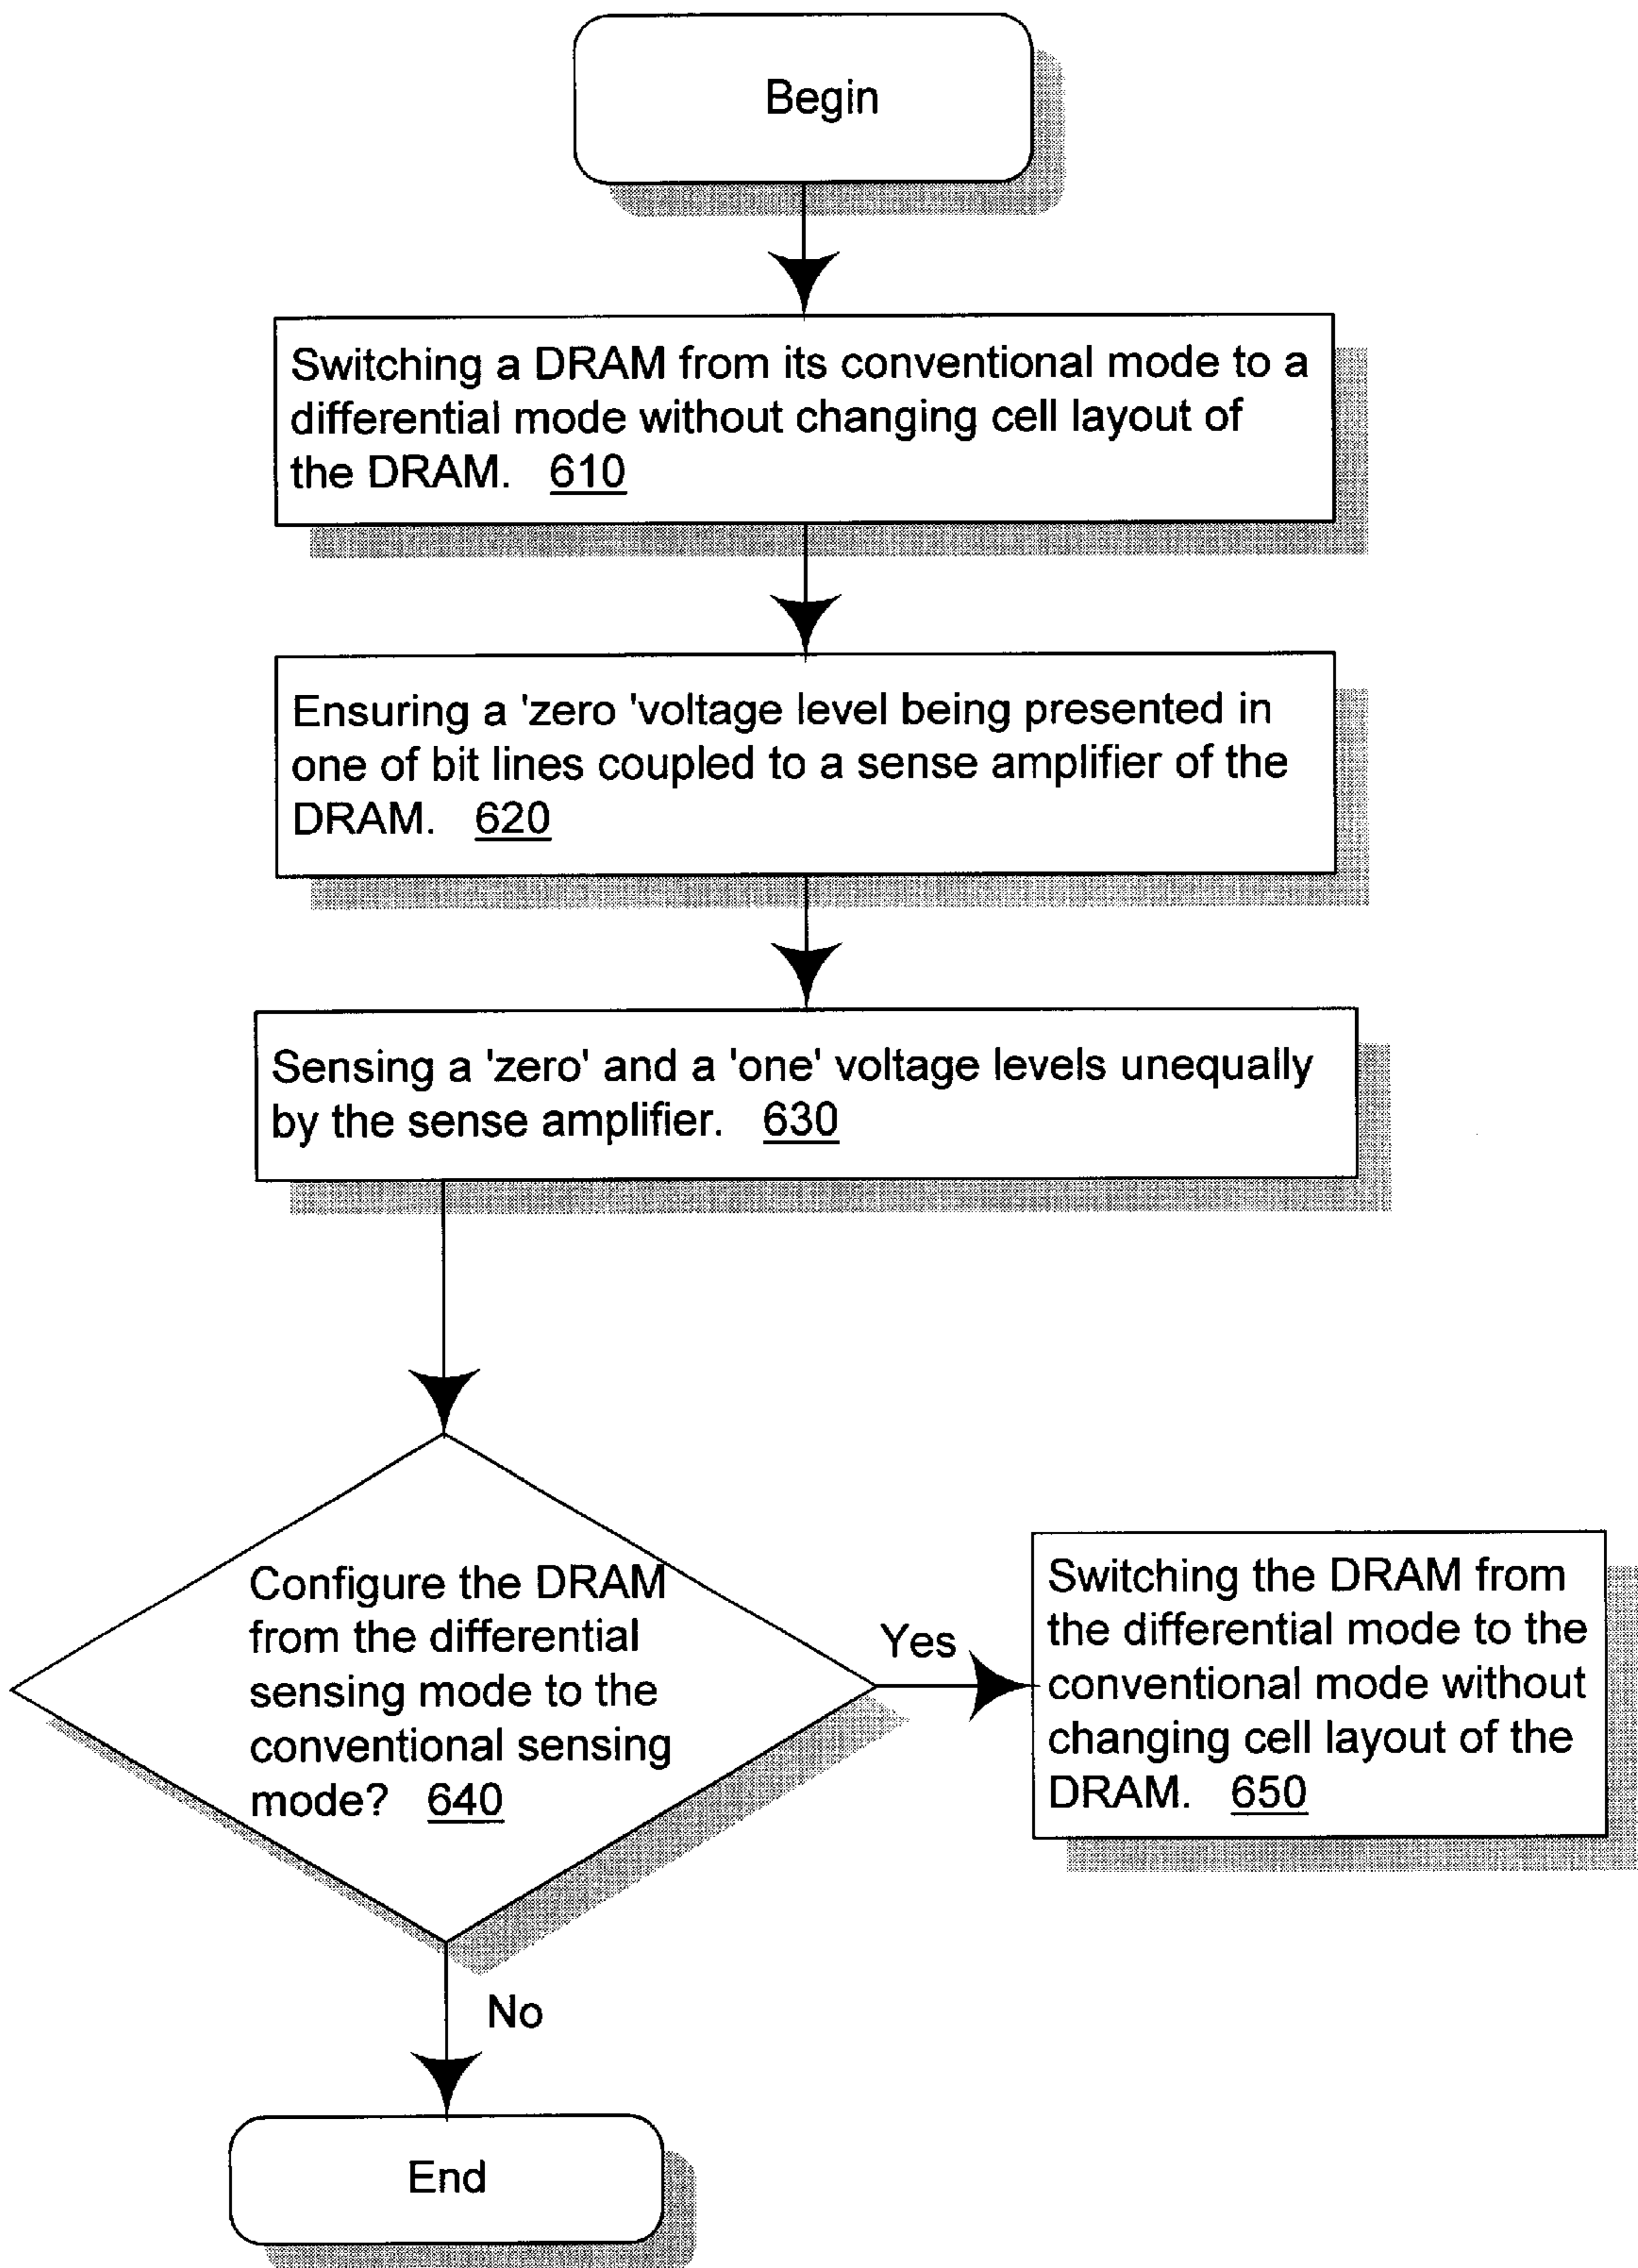 Begin
Switching a DRAM from its conventional mode to a
differential mode without changing cell layout of
the DRAM. 610
Ensuring a 'zero 'voltage level being presented in
one of bit lines coupled to a sense amplifier of the
DRAM. 620
Sensing a 'zero' and a 'one' voltage levels unequally
by the sense amplifier. 630
Configure the DRAM
from the differential
sensing mode to the
conventional sensing
mode? 640
Yes
Switching the DRAM from
the differential mode to the
conventional mode without
changing cell layout of the
DRAM. 650
No
End